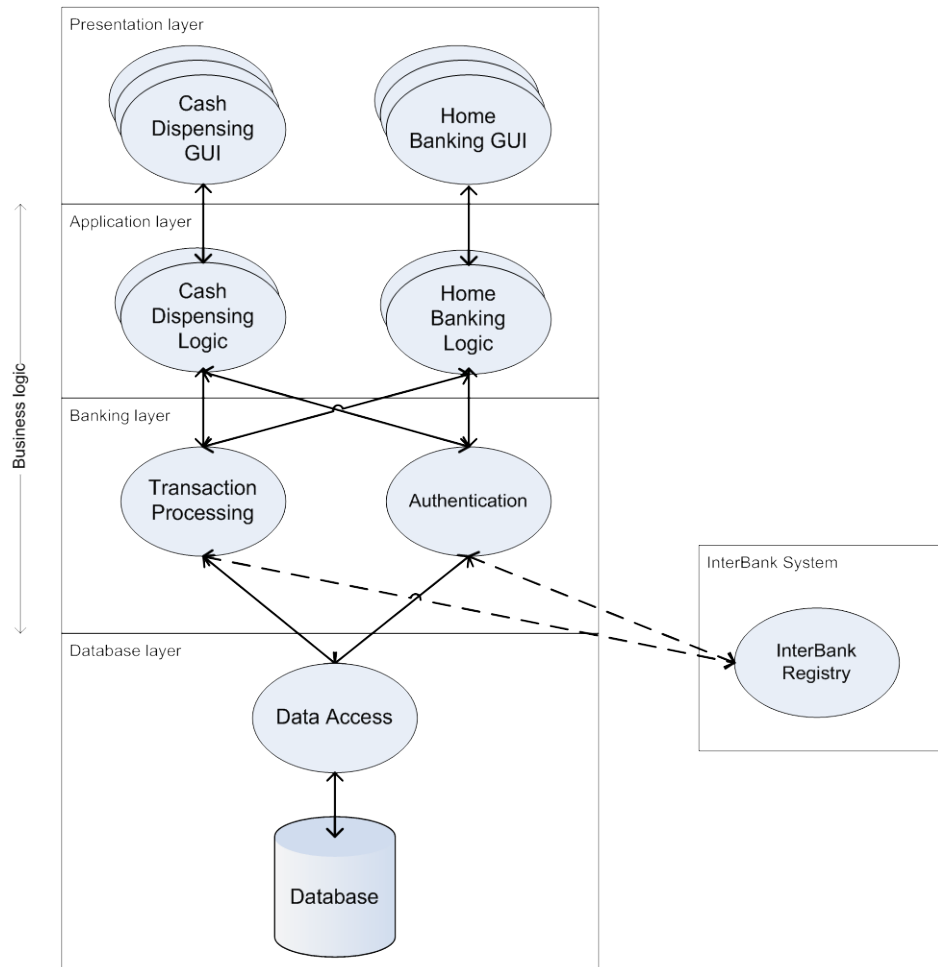 Presentation layer
Cash
Dispensing
GUI
Home
Banking GUI
Application layer
Cash
Dispensing
Logic
Home
Banking
Logic
Business logic
Banking layer
Transaction
Processing
Authentication
InterBank System
InterBank
Registry
Database layer
Data Access
Database